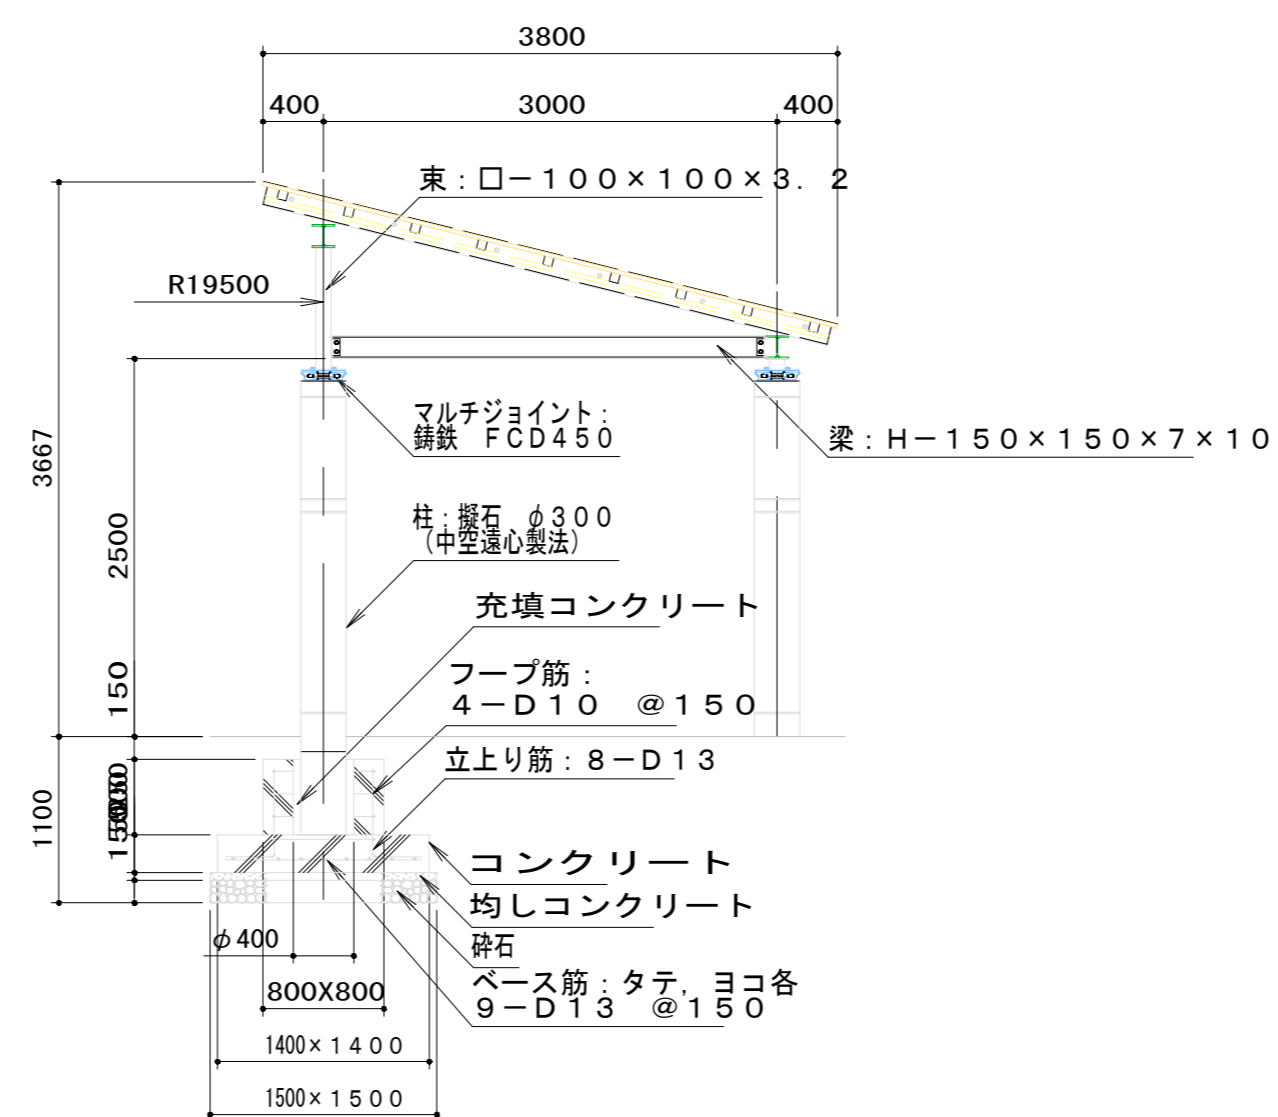 3800
400
3000
400
束：□－100×100×3．2
R19500
マルチジョイント：
鋳鉄　FCD450
梁：H－150×150×7×10
3667
2500
柱：擬石　φ300
（中空遠心製法）
充填コンクリート
150
フープ筋：
4－D10　@150
立上り筋：8－D13
1100
コンクリート
均しコンクリート
φ400
砕石
800X800
ベース筋：タテ，ヨコ各
9－D13　@150
1400×1400
1500×1500